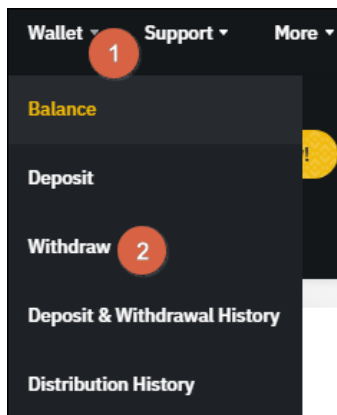 Wallet ▾ 1 Support ▾ More ▾
Balance
Deposit
Withdraw 2
Deposit & Withdrawal History
Distribution History